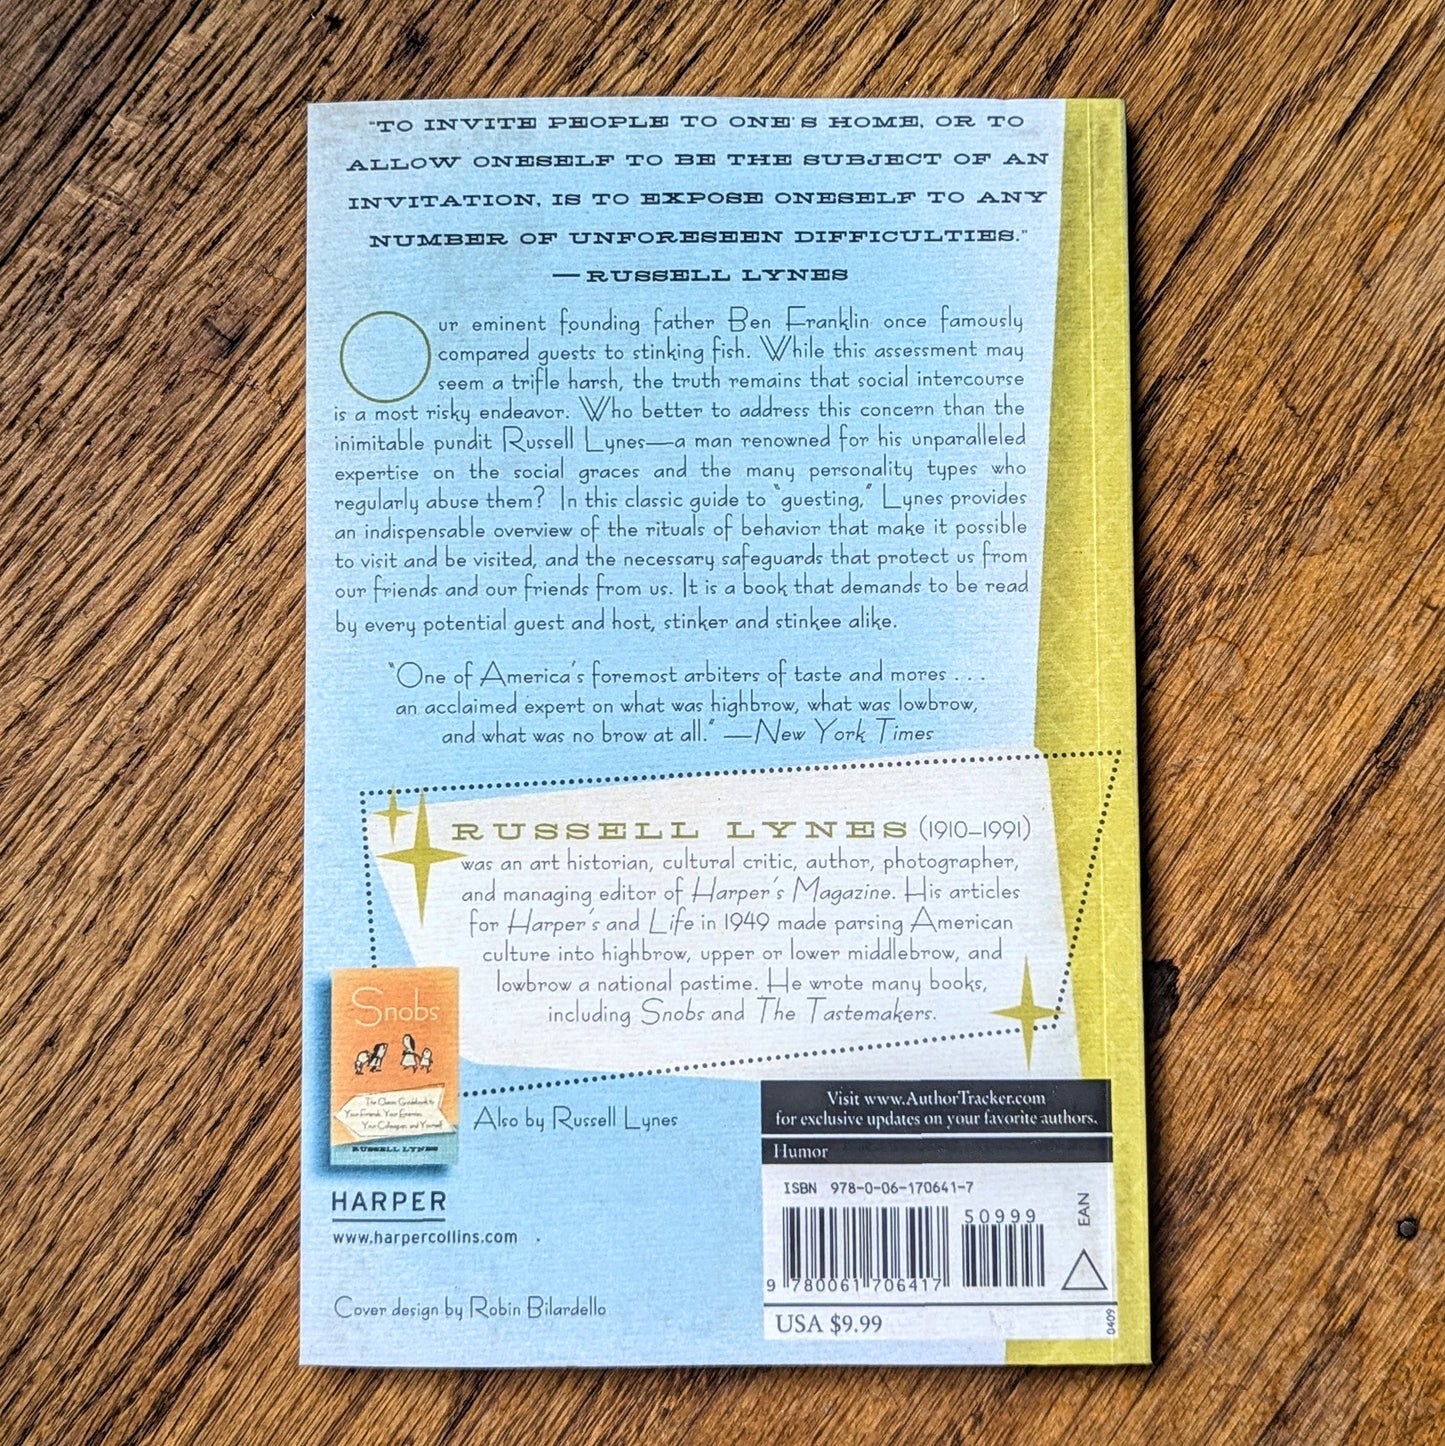 "TO INVITE PEOPLE TO ONE'S HOME, OR TO
ALLOW ONESELF TO BE THE SUBJECT OF AN
INVITATION, IS TO EXPOSE ONESELF TO ANY
NUMBER OF UNFORESEEN DIFFICULTIES."
—RUSSELL LYNES
Our eminent founding father Ben Franklin once famously
compared guests to stinking fish. While this assessment may
seem a trifle harsh, the truth remains that social intercourse
is a most risky endeavor. Who better to address this concern than the
inimitable pundit Russell Lynes—a man renowned for his unparalleled
expertise on the social graces and the many personality types who
regularly abuse them? In this classic guide to "guesting," Lynes provides
an indispensable overview of the rituals of behavior that make it possible
to visit and be visited, and the necessary safeguards that protect us from
our friends and our friends from us. It is a book that demands to be read
by every potential guest and host, stinker and stinkee alike.
"One of America's foremost arbiters of taste and mores . . .
an acclaimed expert on what was highbrow, what was lowbrow,
and what was no brow at all." —New York Times
RUSSELL LYNES (1910–1991)
was an art historian, cultural critic, author, photographer,
and managing editor of Harper's Magazine. His articles
for Harper's and Life in 1949 made parsing American
culture into highbrow, upper or lower middlebrow, and
lowbrow a national pastime. He wrote many books,
including Snobs and The Tastemakers.
Snobs
The Classic Guidebook to
Your Friends, Your Enemies,
Your Colleagues, and Yourself
RUSSELL LYNES
Also by Russell Lynes
HARPER
www.harpercollins.com
Cover design by Robin Bilardello
Visit www.AuthorTracker.com
for exclusive updates on your favorite authors.
Humor
ISBN 978-0-06-170641-7
50999
EAN
9 780061 706417
USA $9.99
0409